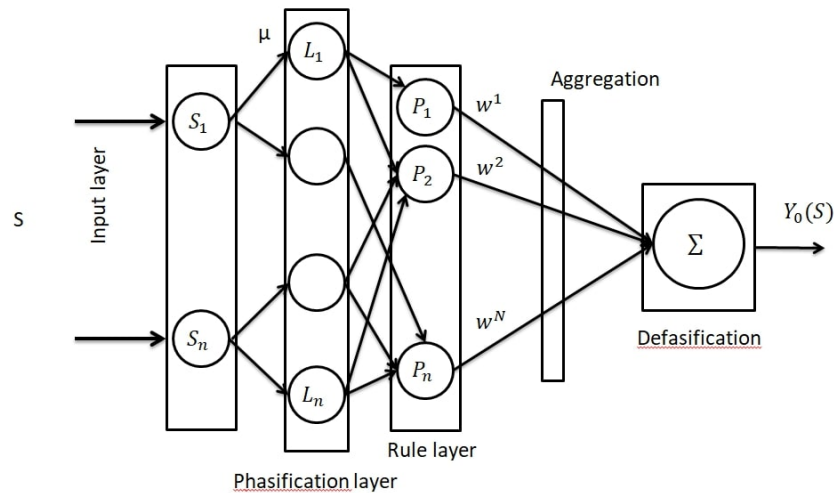 S
Input layer
S₁
Sₙ
μ
L₁
Lₙ
Phasification layer
P₁
P₂
Pₙ
Rule layer
w¹
w²
wᴺ
Aggregation
Σ
Defasification
Y₀(S)